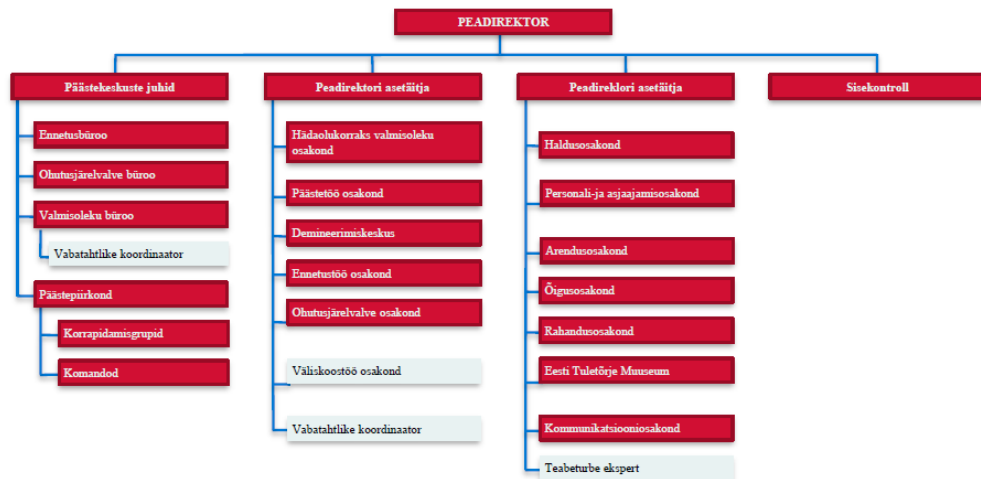 PEADIREKTOR
Päästekeskuste juhid
Ennetusbüroo
Ohutusjärelvalve büroo
Valmisoleku büroo
Vabatahtlike koordinaator
Päästepiirkond
Korrapidamisgrupid
Komandod
Peadirektori asetäitja
Hädaolukorraks valmisoleku
osakond
Päästetöö osakond
Demineerimiskeskus
Ennetustöö osakond
Ohutusjärelvalve osakond
Väliskoostöö osakond
Vabatahtlike koordinaator
Peadireklori asetäitja
Haldusosakond
Personali-ja asjaajamisosakond
Arendusosakond
Õigusosakond
Rahandusosakond
Eesti Tuletõrje Muuseum
Kommunikatsiooniosakond
Teabeturbe ekspert
Sisekontroll